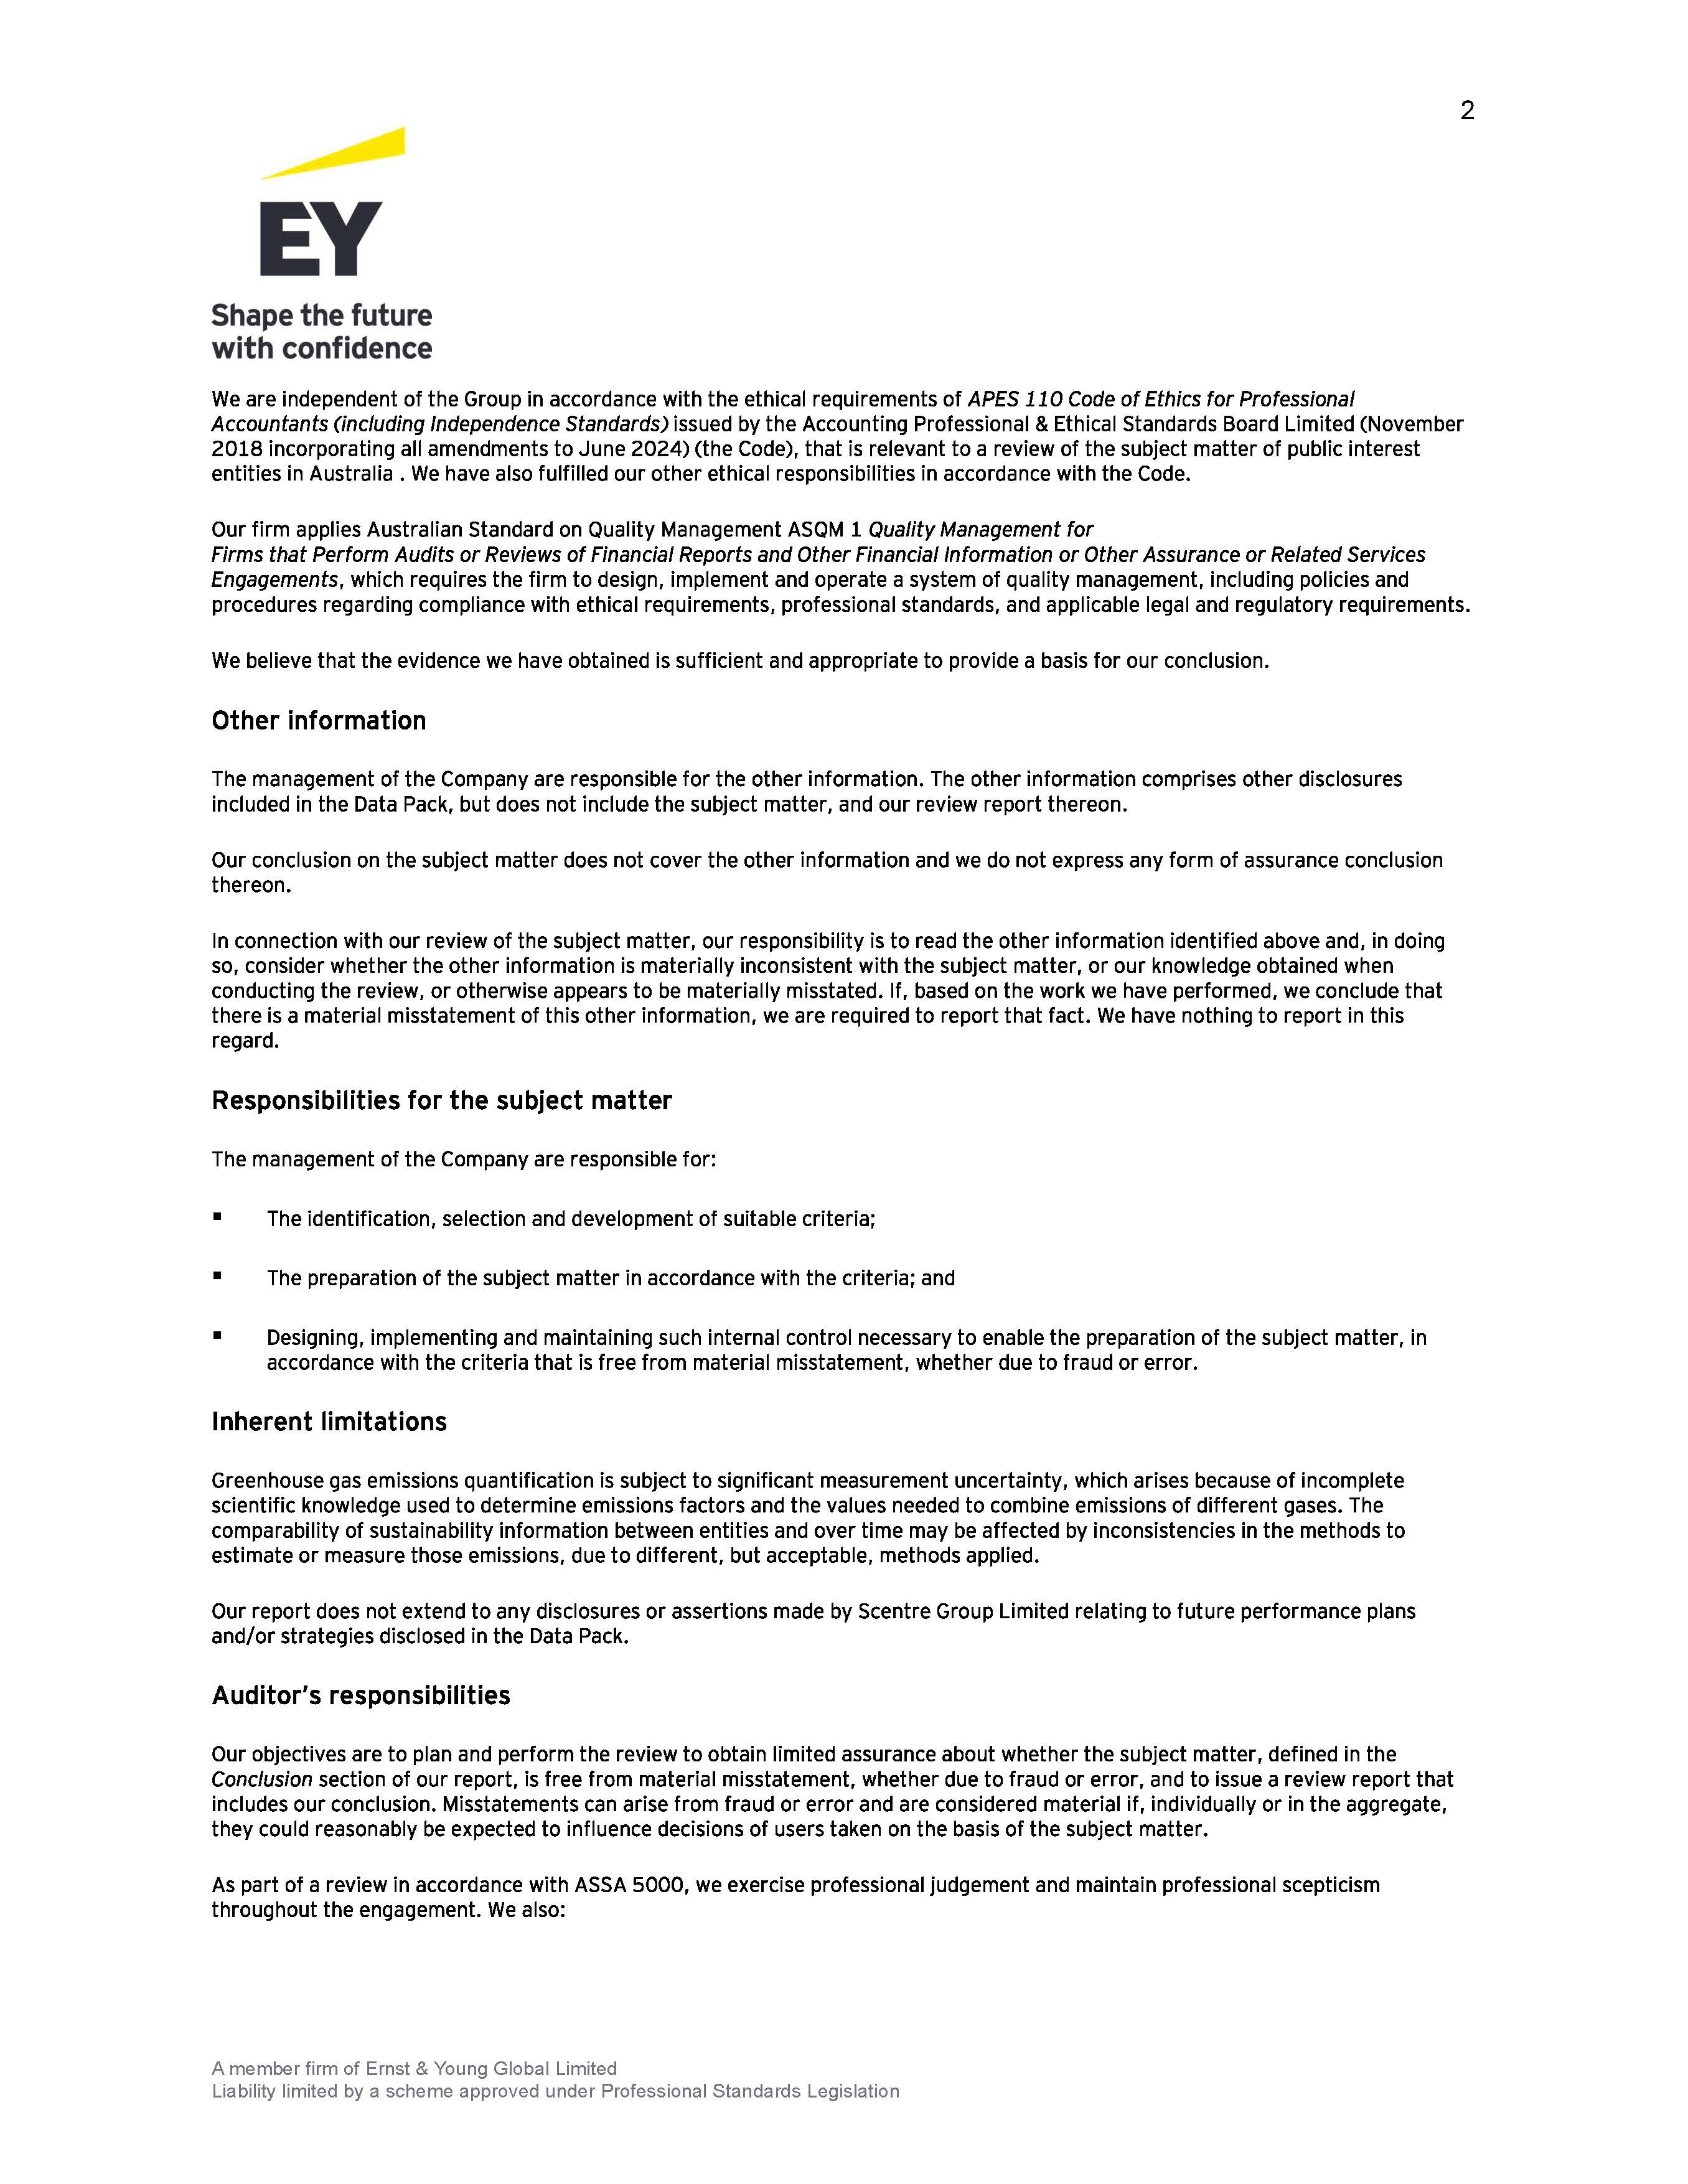 2
EY
Shape the future
with confidence
We are independent of the Group in accordance with the ethical requirements of APES 110 Code of Ethics for Professional
Accountants (including Independence Standards) issued by the Accounting Professional & Ethical Standards Board Limited (November
2018 incorporating all amendments to June 2024) (the Code), that is relevant to a review of the subject matter of public interest
entities in Australia . We have also fulfilled our other ethical responsibilities in accordance with the Code.
Our firm applies Australian Standard on Quality Management ASQM 1 Quality Management for
Firms that Perform Audits or Reviews of Financial Reports and Other Financial Information or Other Assurance or Related Services
Engagements, which requires the firm to design, implement and operate a system of quality management, including policies and
procedures regarding compliance with ethical requirements, professional standards, and applicable legal and regulatory requirements.
We believe that the evidence we have obtained is sufficient and appropriate to provide a basis for our conclusion.
Other information
The management of the Company are responsible for the other information. The other information comprises other disclosures
included in the Data Pack, but does not include the subject matter, and our review report thereon.
Our conclusion on the subject matter does not cover the other information and we do not express any form of assurance conclusion
thereon.
In connection with our review of the subject matter, our responsibility is to read the other information identified above and, in doing
so, consider whether the other information is materially inconsistent with the subject matter, or our knowledge obtained when
conducting the review, or otherwise appears to be materially misstated. If, based on the work we have performed, we conclude that
there is a material misstatement of this other information, we are required to report that fact. We have nothing to report in this
regard.
Responsibilities for the subject matter
The management of the Company are responsible for:
▪ The identification, selection and development of suitable criteria;
▪ The preparation of the subject matter in accordance with the criteria; and
▪ Designing, implementing and maintaining such internal control necessary to enable the preparation of the subject matter, in
accordance with the criteria that is free from material misstatement, whether due to fraud or error.
Inherent limitations
Greenhouse gas emissions quantification is subject to significant measurement uncertainty, which arises because of incomplete
scientific knowledge used to determine emissions factors and the values needed to combine emissions of different gases. The
comparability of sustainability information between entities and over time may be affected by inconsistencies in the methods to
estimate or measure those emissions, due to different, but acceptable, methods applied.
Our report does not extend to any disclosures or assertions made by Scentre Group Limited relating to future performance plans
and/or strategies disclosed in the Data Pack.
Auditor's responsibilities
Our objectives are to plan and perform the review to obtain limited assurance about whether the subject matter, defined in the
Conclusion section of our report, is free from material misstatement, whether due to fraud or error, and to issue a review report that
includes our conclusion. Misstatements can arise from fraud or error and are considered material if, individually or in the aggregate,
they could reasonably be expected to influence decisions of users taken on the basis of the subject matter.
As part of a review in accordance with ASSA 5000, we exercise professional judgement and maintain professional scepticism
throughout the engagement. We also:
A member firm of Ernst & Young Global Limited
Liability limited by a scheme approved under Professional Standards Legislation